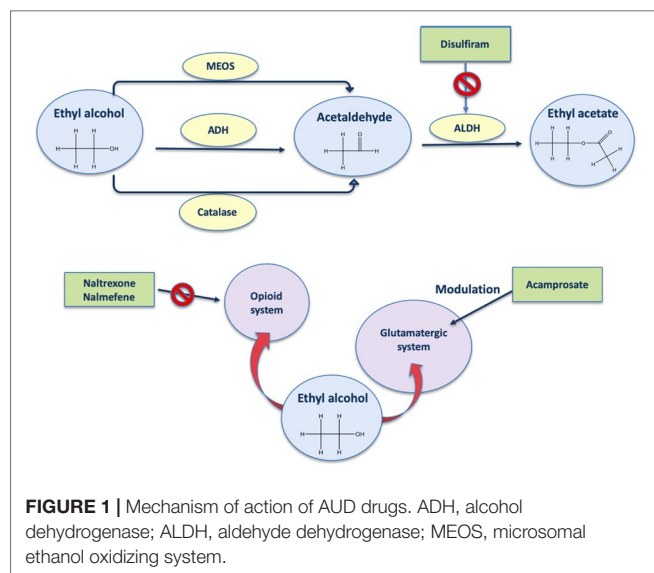 Disulfiram
MEOS
Ethyl alcohol
H H
H OH
H H
ADH
Acetaldehyde
H O
H H
H
ALDH
Ethyl acetate
H H O
H O
H H H H
H
Catalase
Naltrexone
Nalmefene
Opioid
system
Modulation
Acamprosate
Glutamatergic
system
Ethyl alcohol
H H
H OH
H H
FIGURE 1 | Mechanism of action of AUD drugs. ADH, alcohol
dehydrogenase; ALDH, aldehyde dehydrogenase; MEOS, microsomal
ethanol oxidizing system.